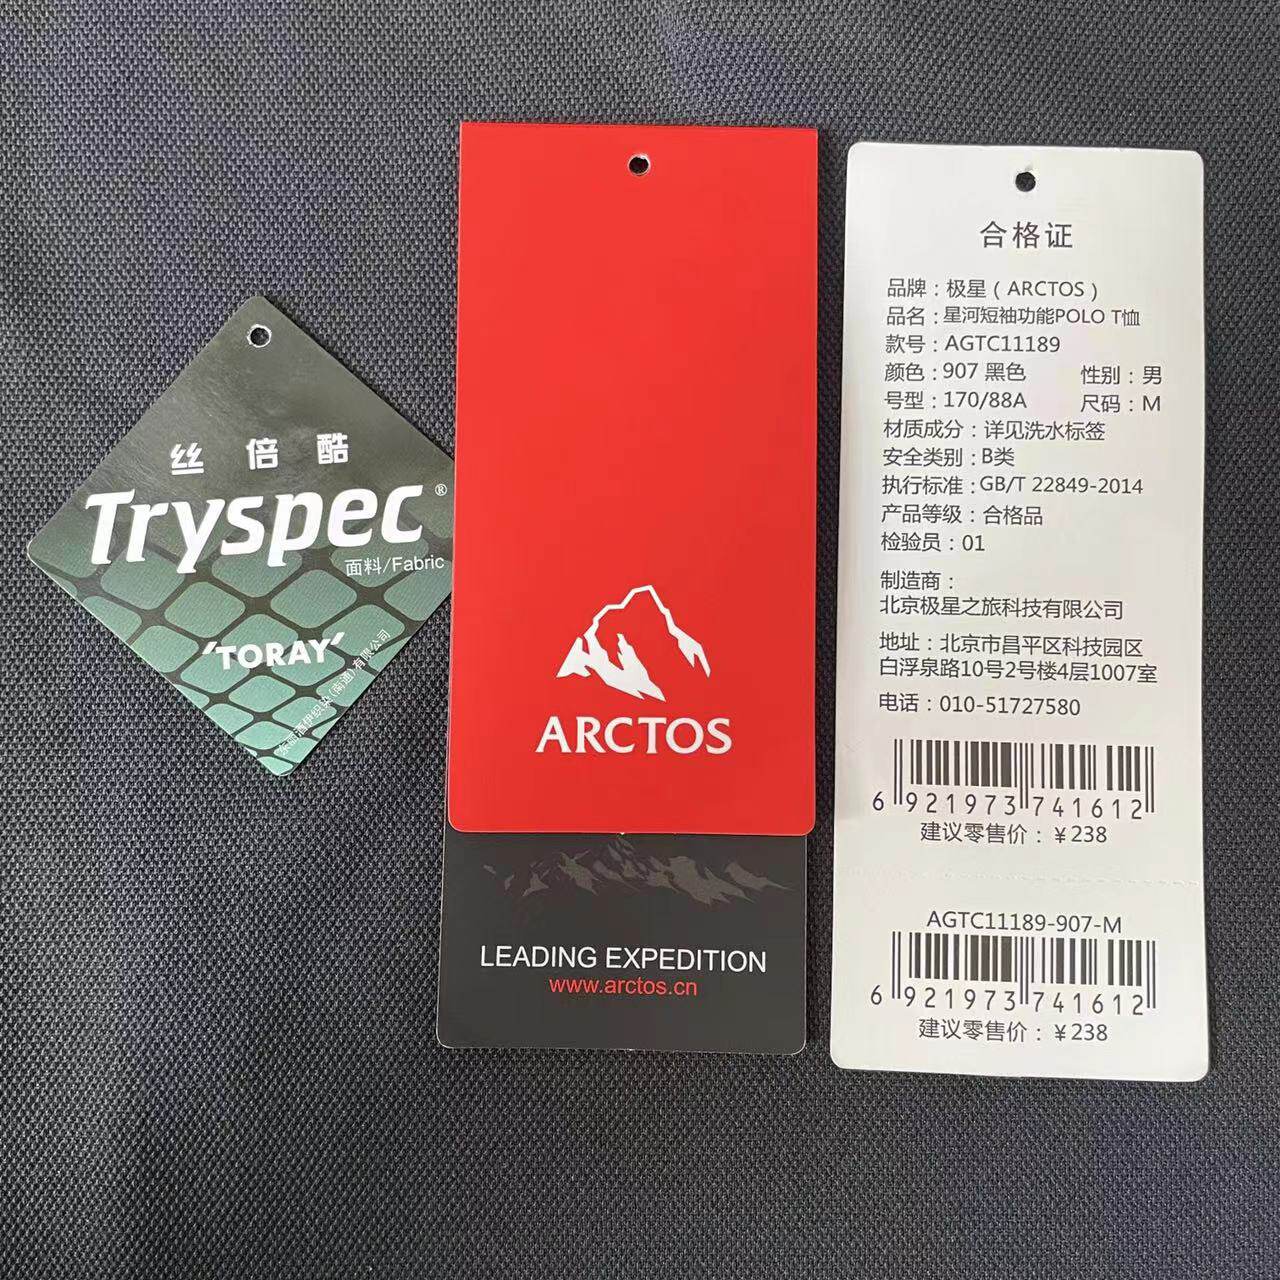 丝倍酷
Tryspec®
面料/Fabric
'TORAY'
(南通)有限公司
ARCTOS
LEADING EXPEDITION
www.arctos.cn
合格证
品牌：极星（ARCTOS）
品名：星河短袖功能POLO T恤
款号：AGTC11189
颜色：907 黑色 性别：男
号型：170/88A 尺码：M
材质成分：详见洗水标签
安全类别：B类
执行标准：GB/T 22849-2014
产品等级：合格品
检验员：01
制造商：
北京极星之旅科技有限公司
地址：北京市昌平区科技园区
白浮泉路10号2号楼4层1007室
电话：010-51727580
6 921973 741612
建议零售价：￥238
AGTC11189-907-M
6 921973 741612
建议零售价：￥238